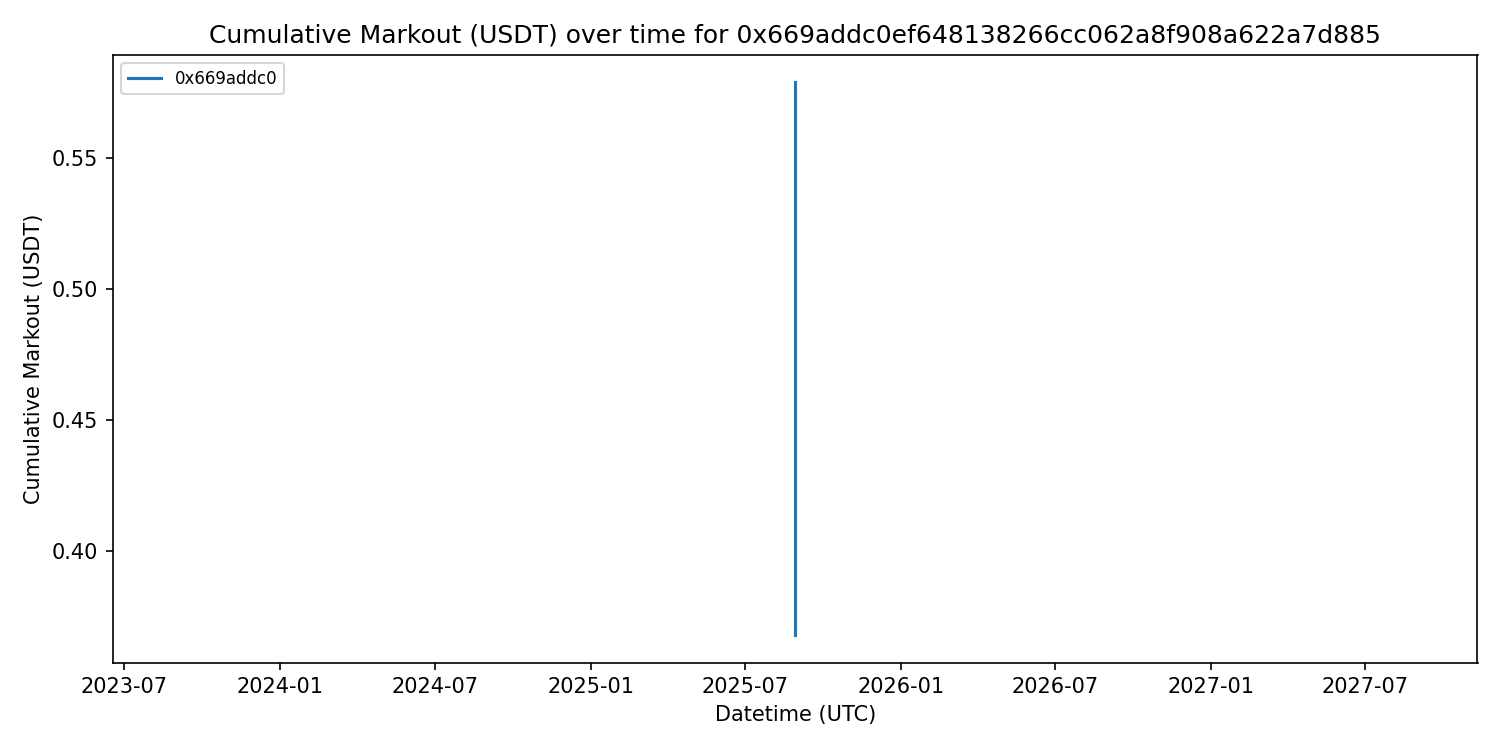 Cumulative Markout (USDT) over time for 0x669addc0ef648138266cc062a8f908a622a7d885
0x669addc0
Cumulative Markout (USDT)
0.55
0.50
0.45
0.40
2023-07 2024-01 2024-07 2025-01 2025-07 2026-01 2026-07 2027-01 2027-07
Datetime (UTC)